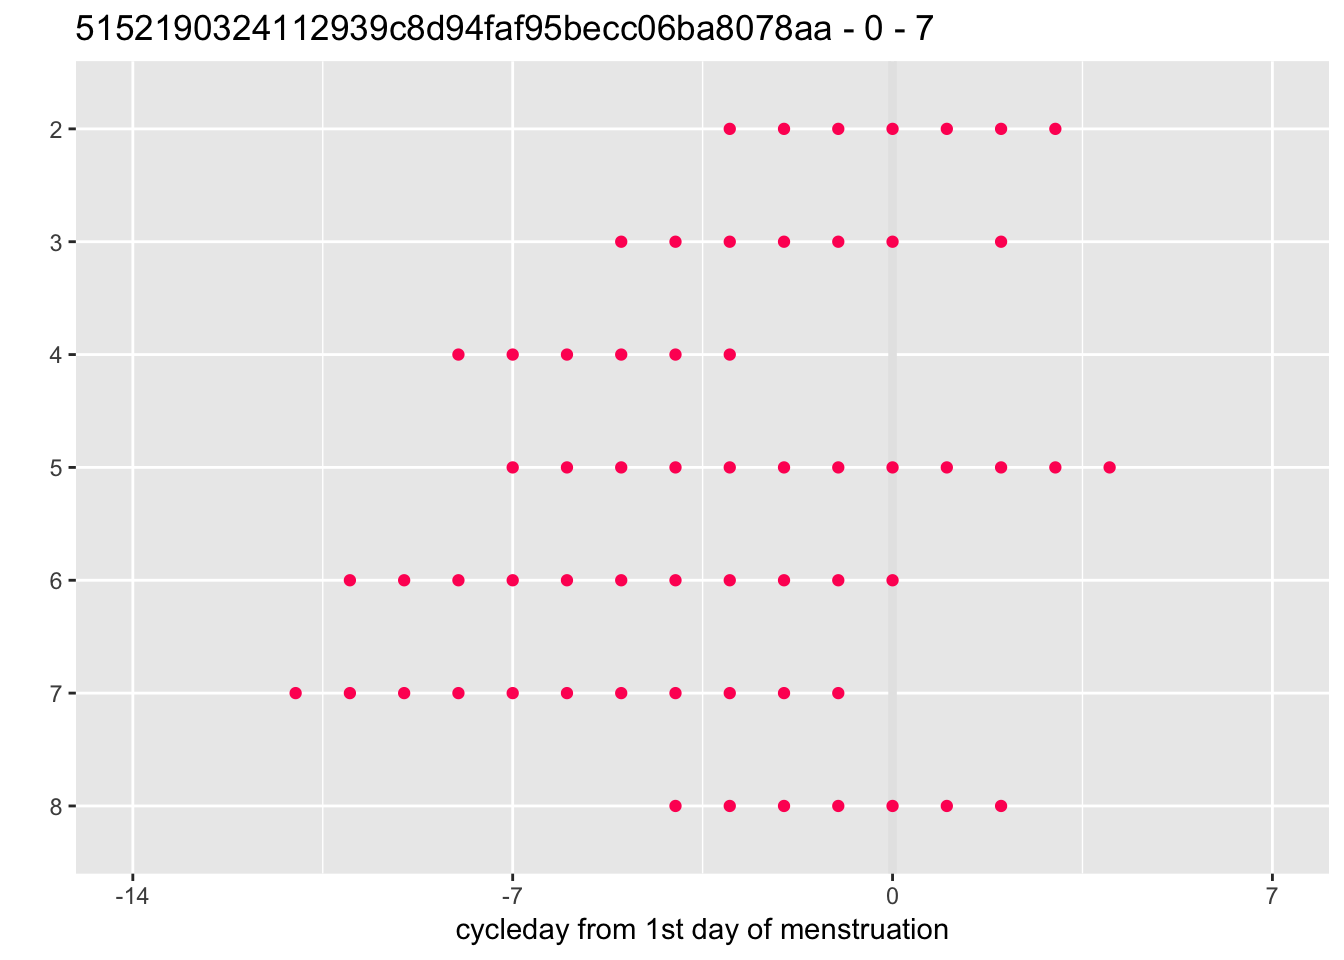 5152190324112939c8d94faf95becc06ba8078aa - 0 - 7
2
3
4
5
6
7
8
-14 -7 0 7
cycleday from 1st day of menstruation